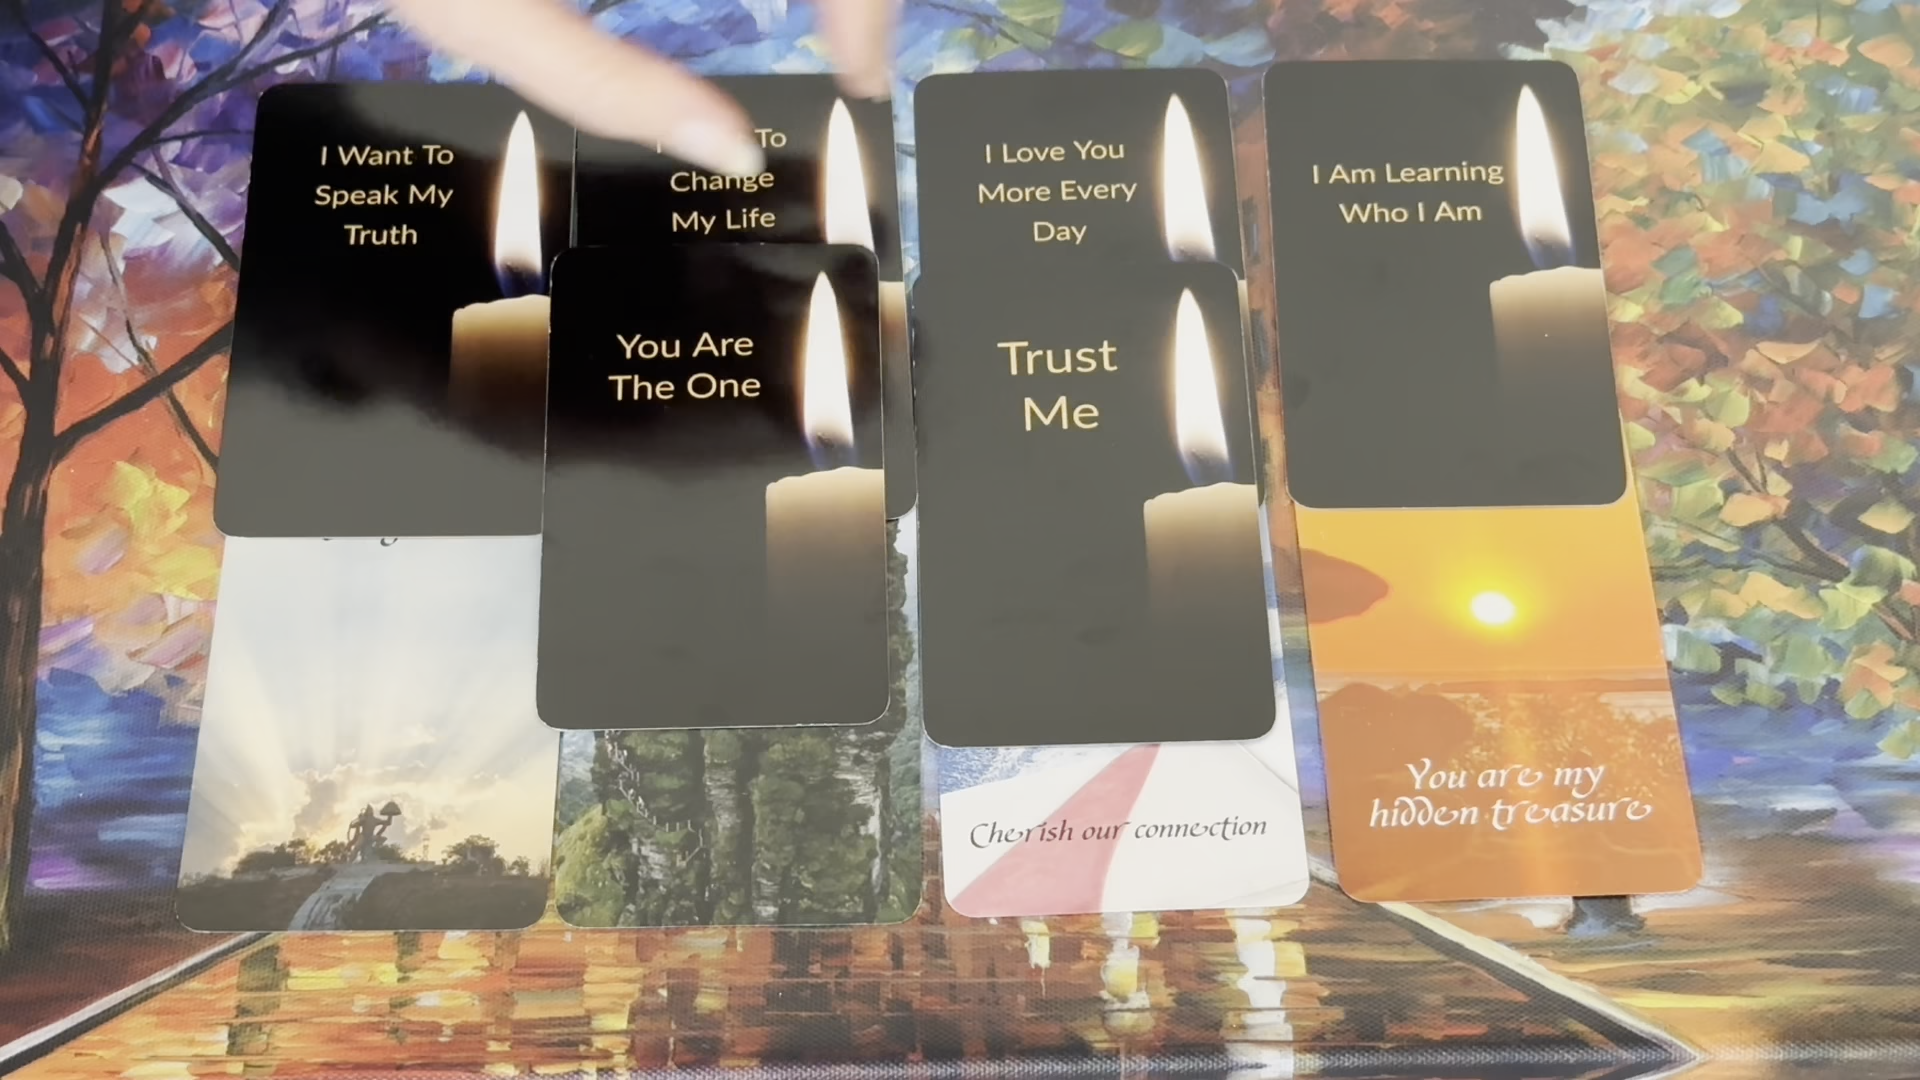 I Want To
Speak My
Truth
To
Change
My Life
You Are
The One
I Love You
More Every
Day
Trust
Me
I Am Learning
Who I Am
Cherish our connection
You are my
hidden treasure